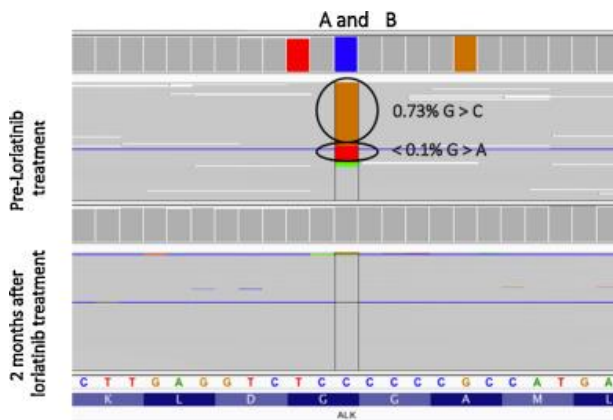 A and B
0.73% G > C
< 0.1% G > A
Pre-Lorlatinib
treatment
2 months after
lorlatinib treatment
C T T G A G G T C T C C C C C C G C C A T G A
K L D G G A M L
ALK